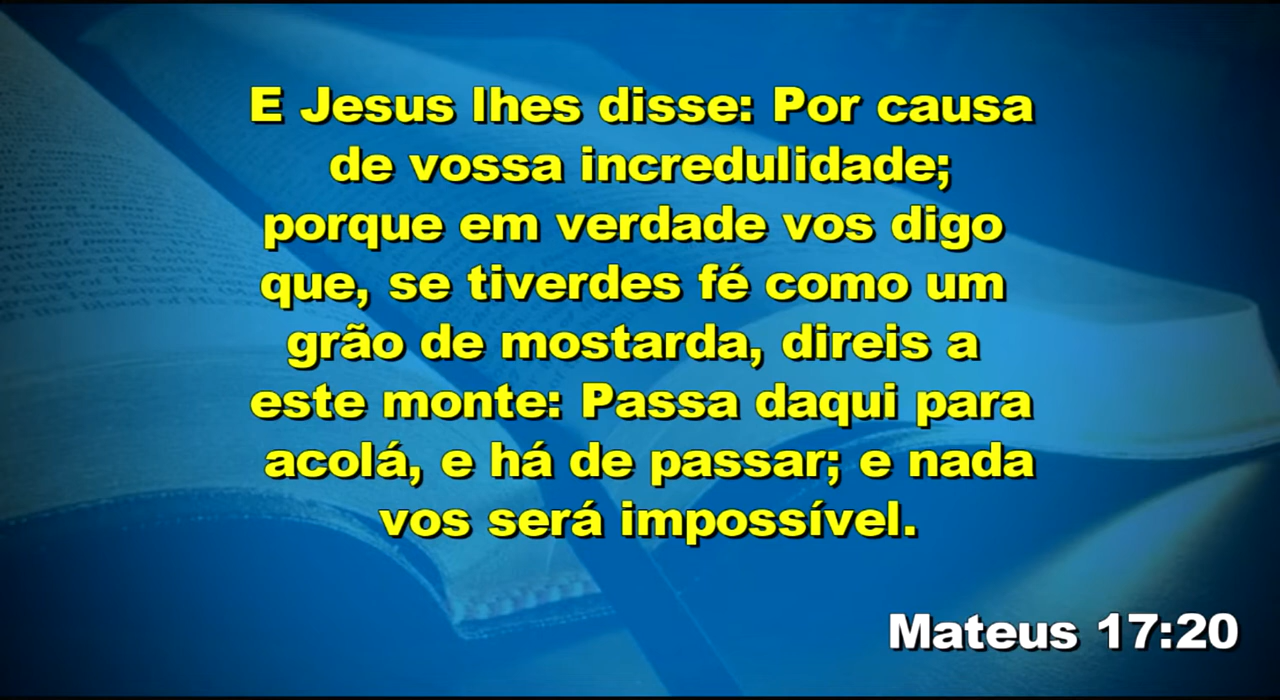 E Jesus lhes disse: Por causa
de vossa incredulidade;
porque em verdade vos digo
que, se tiverdes fé como um
grão de mostarda, direis a
este monte: Passa daqui para
acolá, e há de passar; e nada
vos será impossível.
Mateus 17:20